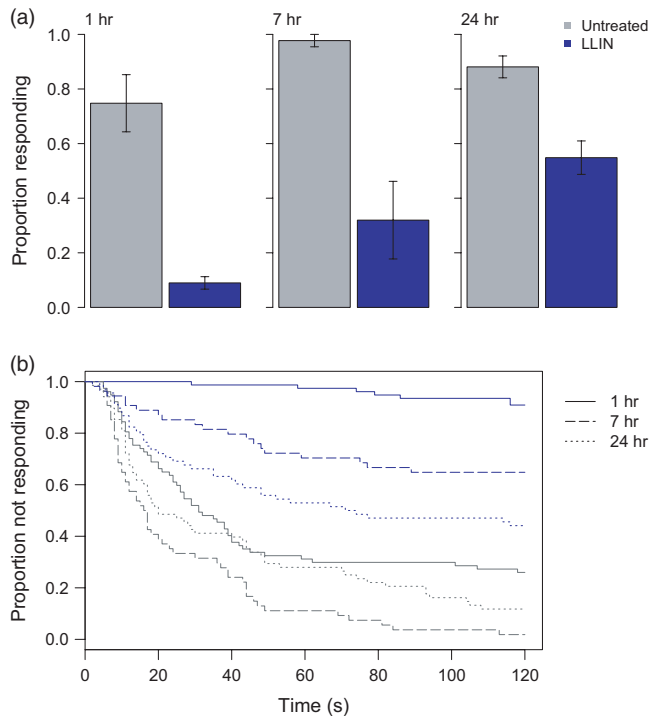 (a)
1 hr
7 hr
24 hr
Untreated
LLIN
Proportion responding
1.0
0.8
0.6
0.4
0.2
0.0
(b)
Proportion not responding
1.0
0.8
0.6
0.4
0.2
0.0
1 hr
7 hr
24 hr
0 20 40 60 80 100 120
Time (s)